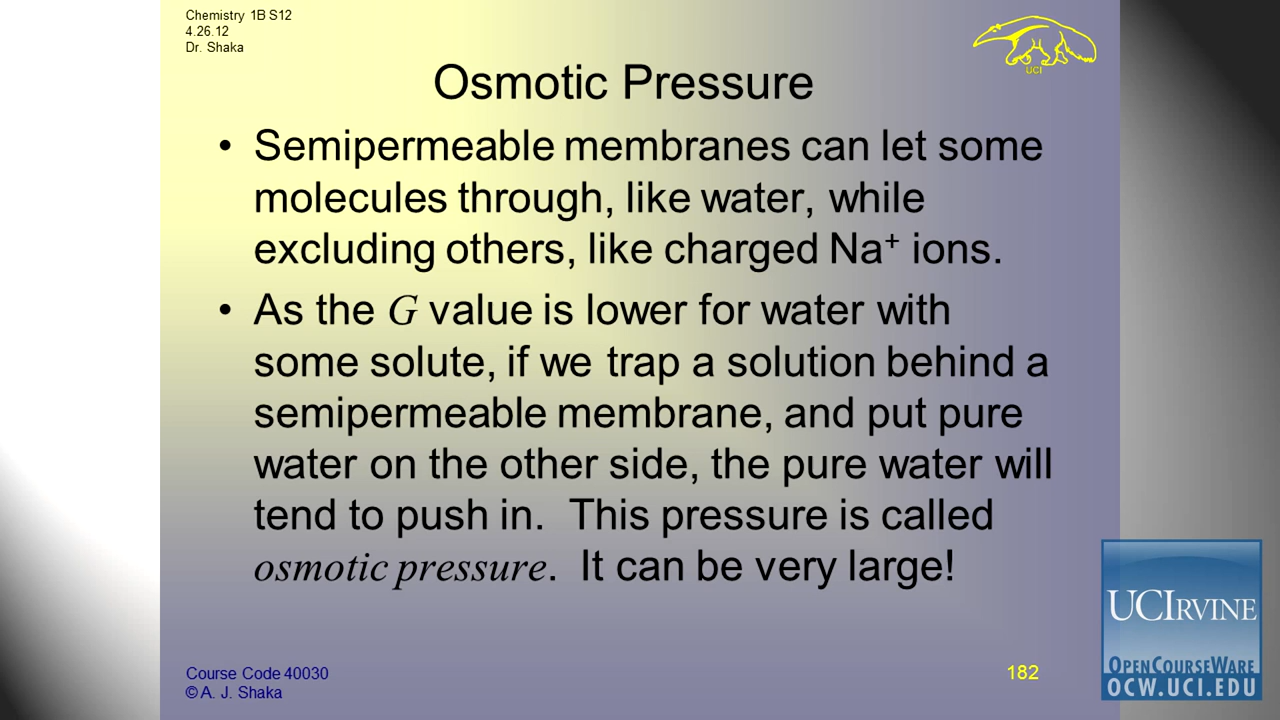 Chemistry 1B S12
4.26.12
Dr. Shaka
UCI
Osmotic Pressure
• Semipermeable membranes can let some
molecules through, like water, while
excluding others, like charged Na⁺ ions.
• As the G value is lower for water with
some solute, if we trap a solution behind a
semipermeable membrane, and put pure
water on the other side, the pure water will
tend to push in. This pressure is called
osmotic pressure. It can be very large!
Course Code 40030
© A. J. Shaka
182
UCIRVINE
OPENCOURSEWARE
OCW.UCI.EDU